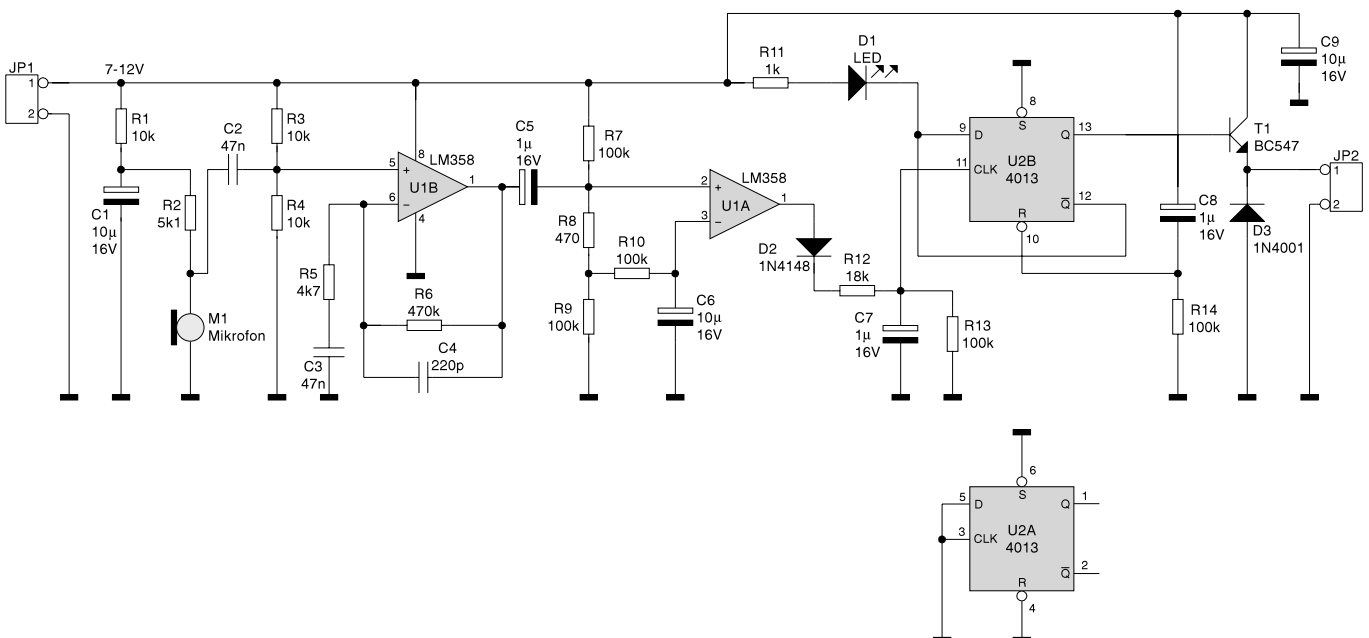 JP1
1
2
7-12V
R1
10k
C1
10µ
16V
R2
5k1
M1
Mikrofon
C2
47n
R3
10k
R4
10k
5
+
6
−
8
4
1
LM358
U1B
R5
4k7
C3
47n
R6
470k
C4
220p
C5
1µ
16V
R7
100k
R8
470
R9
100k
R10
100k
C6
10µ
16V
2
+
3
−
1
LM358
U1A
D2
1N4148
R12
18k
C7
1µ
16V
R13
100k
R11
1k
D1
LED
8
S
9
D
Q
13
11
CLK
U2B
4013
Q
12
R
10
T1
BC547
C8
1µ
16V
R14
100k
D3
1N4001
C9
10µ
16V
JP2
1
2
6
S
5
D
Q
1
3
CLK
U2A
4013
Q
2
R
4